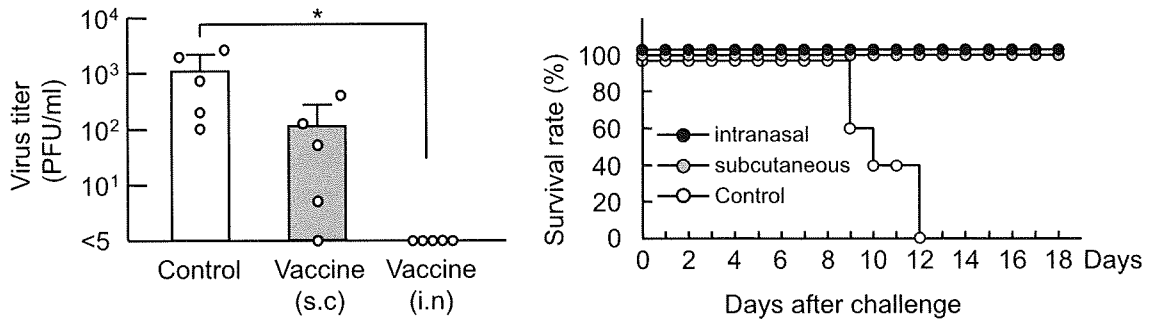 Virus titer
(PFU/ml)
10⁴
10³
10²
10¹
<5
*
Control
Vaccine
(s.c)
Vaccine
(i.n)
Survival rate (%)
100
80
60
40
20
0
intranasal
subcutaneous
Control
0 2 4 6 8 10 12 14 16 18 Days
Days after challenge